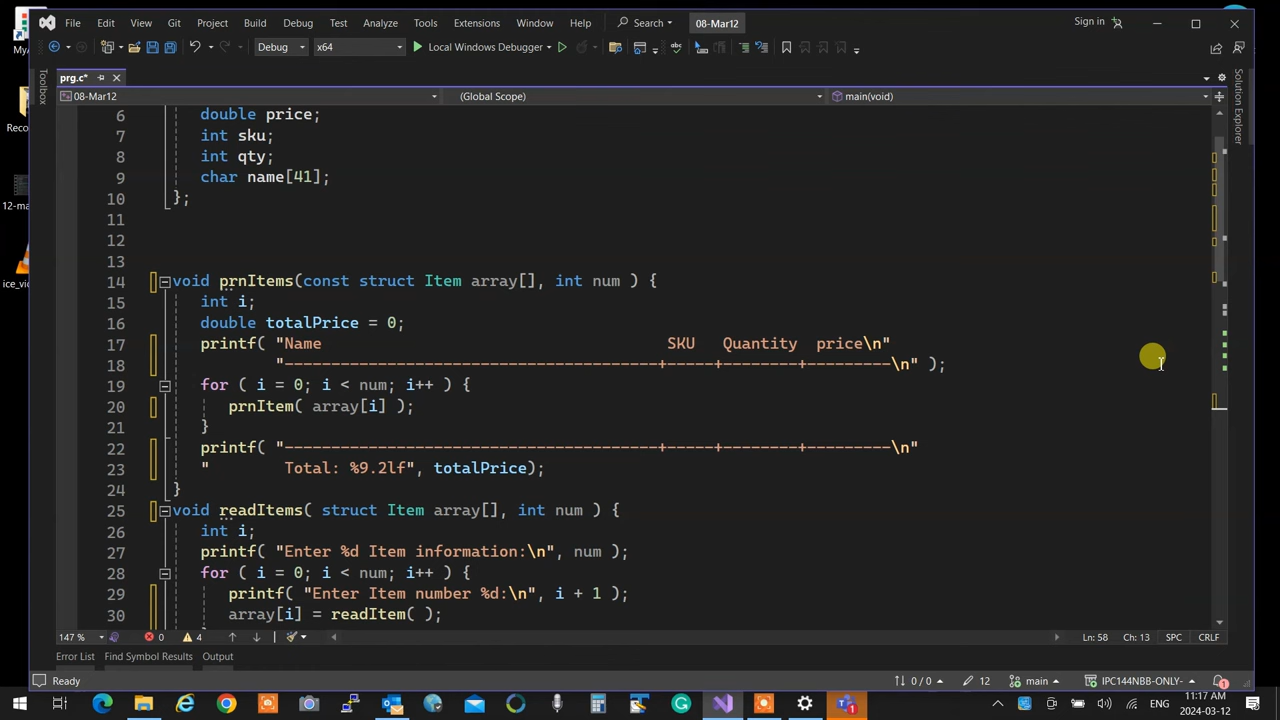 File Edit View Git Project Build Debug Test Analyze Tools Extensions Window Help Search 08-Mar12 Sign in
Debug x64 Local Windows Debugger
prg.c*
08-Mar12 (Global Scope) main(void)
Toolbox
Solution Explorer
6 double price;
7 int sku;
8 int qty;
9 char name[41];
10 };
11
12
13
14 void prnItems(const struct Item array[], int num ) {
15 int i;
16 double totalPrice = 0;
17 printf( "Name                                     SKU   Quantity  price\n"
18 "----------------------------------------+-----+--------+---------\n" );
19 for ( i = 0; i < num; i++ ) {
20 prnItem( array[i] );
21 }
22 printf( "----------------------------------------+-----+--------+---------\n"
23 "        Total: %9.2lf", totalPrice);
24 }
25 void readItems( struct Item array[], int num ) {
26 int i;
27 printf( "Enter %d Item information:\n", num );
28 for ( i = 0; i < num; i++ ) {
29 printf( "Enter Item number %d:\n", i + 1 );
30 array[i] = readItem( );
147 % 0 4 Ln: 58 Ch: 13 SPC CRLF
Error List Find Symbol Results Output
Ready 0 / 0 12 main IPC144NBB-ONLY-
ENG 11:17 AM
2024-03-12